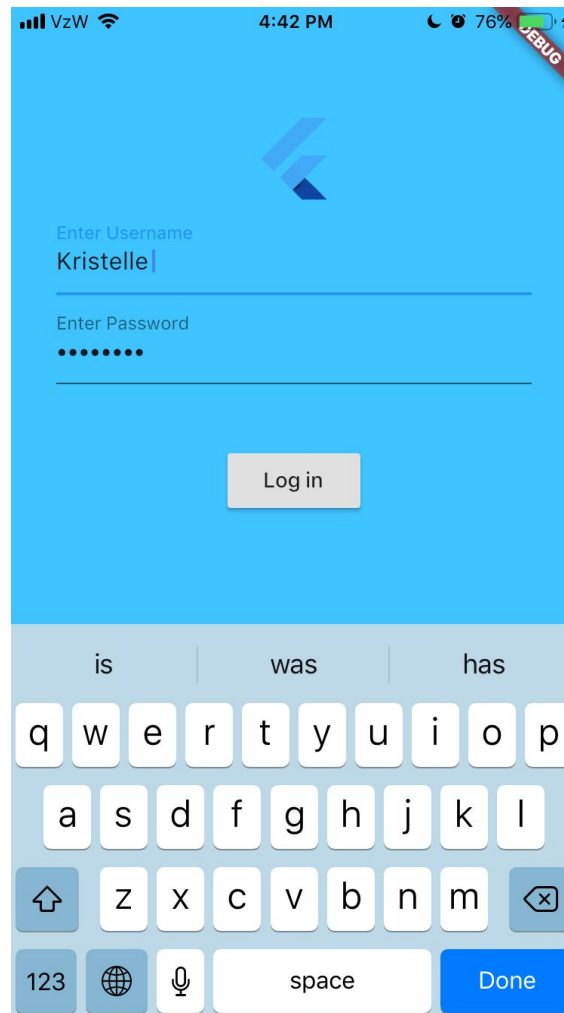 VzW 4:42 PM 76%
DEBUG
Enter Username
Kristelle
Enter Password
••••••••
Log in
is was has
q w e r t y u i o p
a s d f g h j k l
z x c v b n m
123 space Done